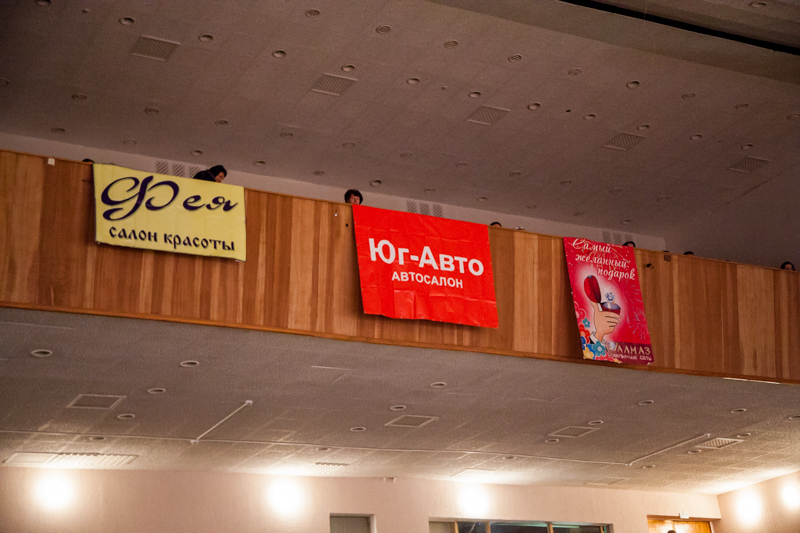 Фея
салон красоты
Юг-Авто
АВТОСАЛОН
Самый
желанный
подарок
АЛМАЗ